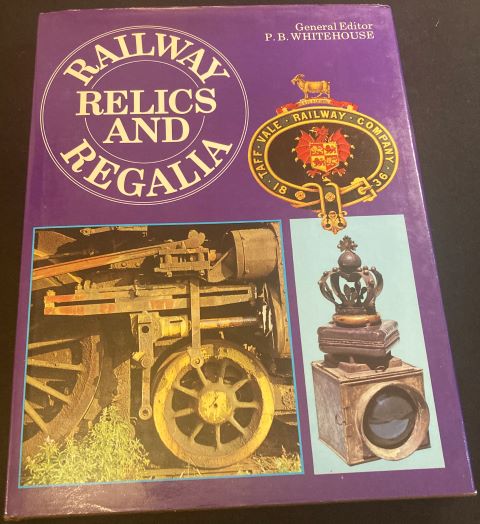 RAILWAY
RELICS
AND
REGALIA
General Editor
P. B. WHITEHOUSE
TAFF · VALE · RAILWAY · COMPANY
18 36